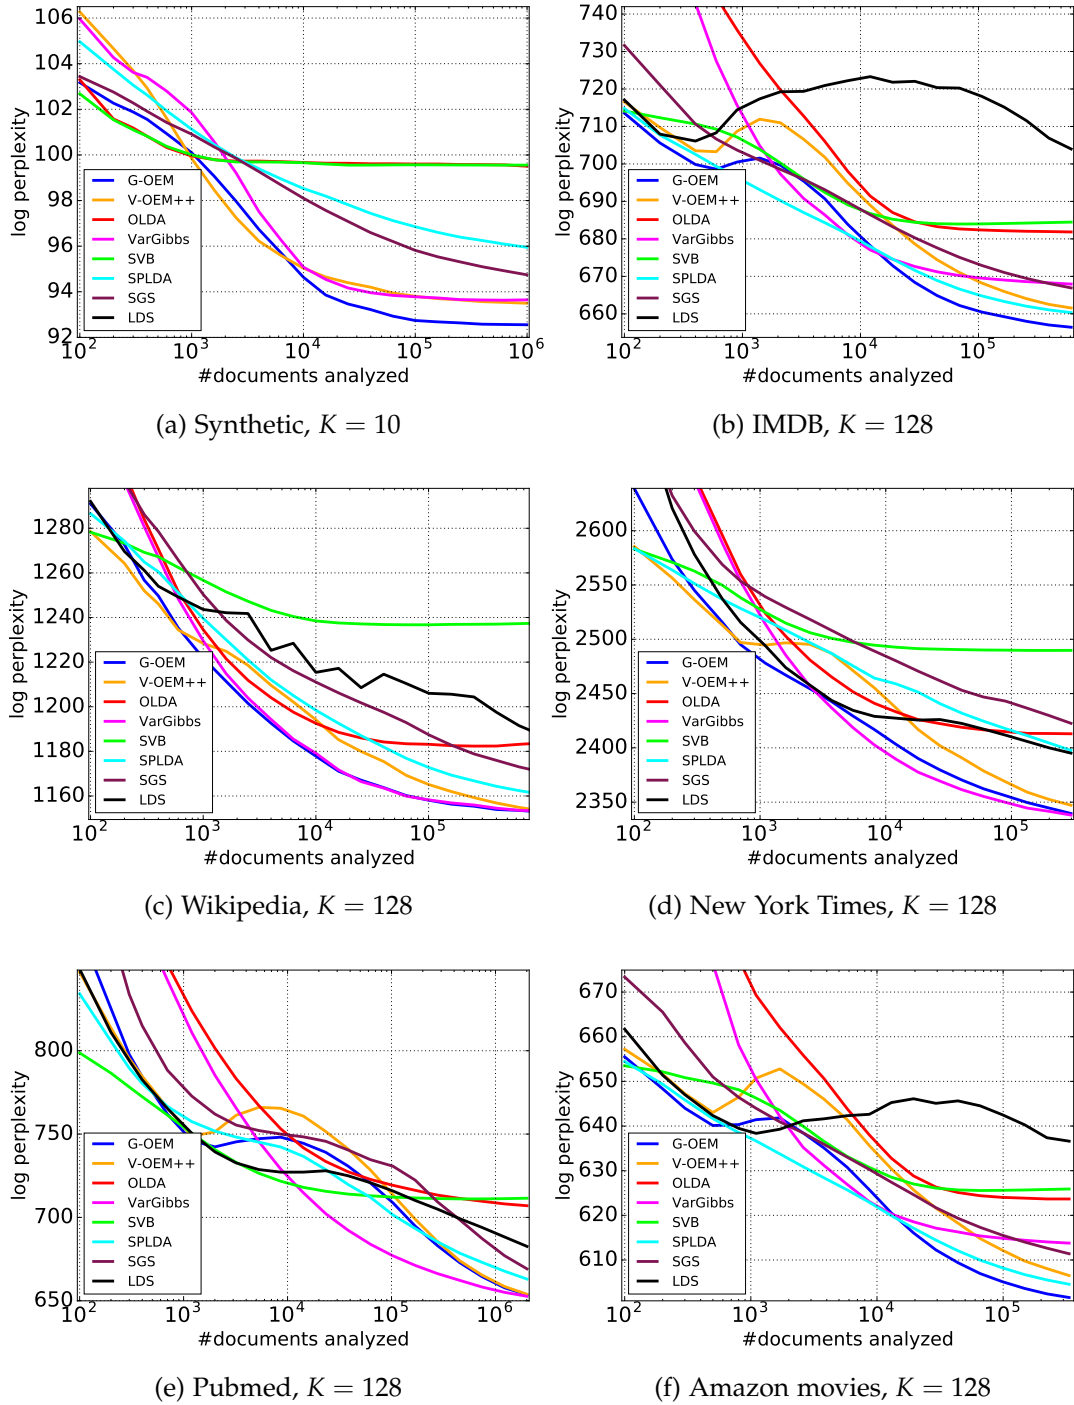 106
104
102
100
98
96
94
92
log perplexity
G-OEM
V-OEM++
OLDA
VarGibbs
SVB
SPLDA
SGS
LDS
10^2 10^3 10^4 10^5 10^6
#documents analyzed
(a) Synthetic, K = 10
740
730
720
710
700
690
680
670
660
log perplexity
G-OEM
V-OEM++
OLDA
VarGibbs
SVB
SPLDA
SGS
LDS
10^2 10^3 10^4 10^5
#documents analyzed
(b) IMDB, K = 128
1280
1260
1240
1220
1200
1180
1160
log perplexity
G-OEM
V-OEM++
OLDA
VarGibbs
SVB
SPLDA
SGS
LDS
10^2 10^3 10^4 10^5
#documents analyzed
(c) Wikipedia, K = 128
2600
2550
2500
2450
2400
2350
log perplexity
G-OEM
V-OEM++
OLDA
VarGibbs
SVB
SPLDA
SGS
LDS
10^2 10^3 10^4 10^5
#documents analyzed
(d) New York Times, K = 128
800
750
700
650
log perplexity
G-OEM
V-OEM++
OLDA
VarGibbs
SVB
SPLDA
SGS
LDS
10^2 10^3 10^4 10^5 10^6
#documents analyzed
(e) Pubmed, K = 128
670
660
650
640
630
620
610
log perplexity
G-OEM
V-OEM++
OLDA
VarGibbs
SVB
SPLDA
SGS
LDS
10^2 10^3 10^4 10^5
#documents analyzed
(f) Amazon movies, K = 128